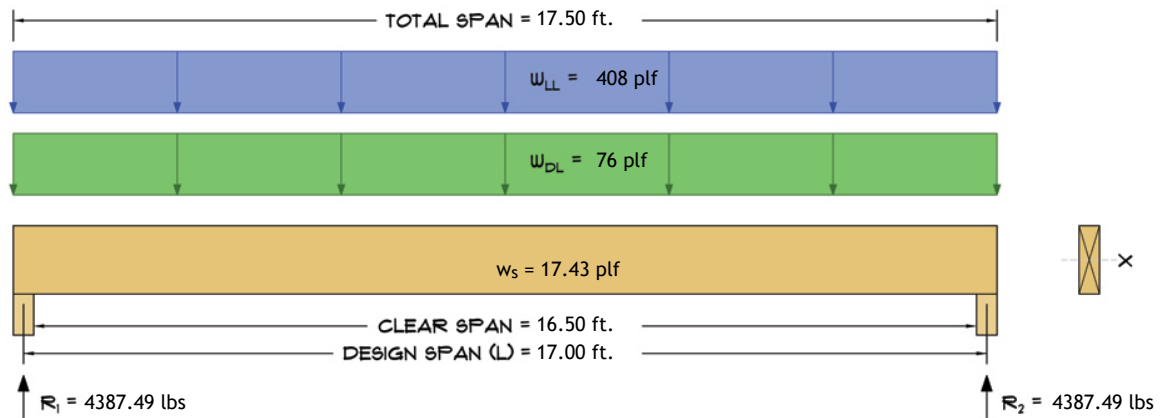 TOTAL SPAN = 17.50 ft.
WLL = 408 plf
WDL = 76 plf
ws = 17.43 plf
X
CLEAR SPAN = 16.50 ft.
DESIGN SPAN (L) = 17.00 ft.
R1 = 4387.49 lbs
R2 = 4387.49 lbs